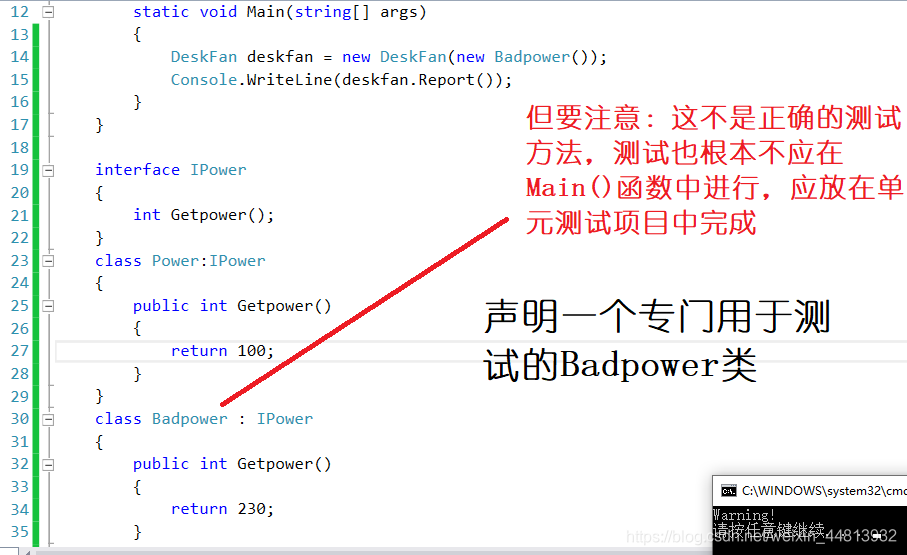 12 static void Main(string[] args)
13 {
14 DeskFan deskfan = new DeskFan(new Badpower());
15 Console.WriteLine(deskfan.Report());
16 }
17 }
18
19 interface IPower
20 {
21 int Getpower();
22 }
23 class Power:IPower
24 {
25 public int Getpower()
26 {
27 return 100;
28 }
29 }
30 class Badpower : IPower
31 {
32 public int Getpower()
33 {
34 return 230;
35 }
但要注意: 这不是正确的测试
方法, 测试也根本不应在
Main()函数中进行, 应放在单
元测试项目中完成
声明一个专门用于测
试的Badpower类
C:\WINDOWS\system32\cmd
Warning!
请按任意键继续. . .
https://blog.csdn.net/weixin_44813932